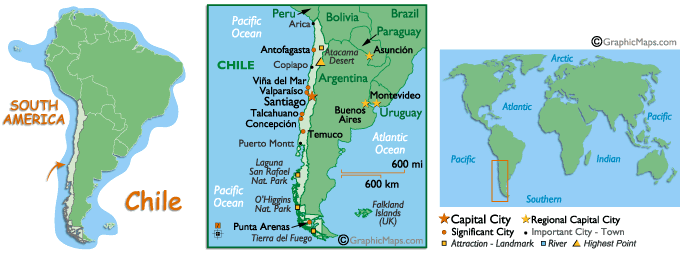 SOUTH
AMERICA
Chile
Pacific
Ocean
Peru
Bolivia
Brazil
Arica
Paraguay
Antofagasta
Atacama
Desert
Asunción
CHILE
Copiapo
Argentina
Viña del Mar
Valparaíso
Santiago
Montevideo
Talcahuano
Concepción
Buenos
Aires
Uruguay
Temuco
Atlantic
Ocean
Puerto Montt
Laguna
San Rafael
Nat. Park
600 mi
600 km
Pacific
Ocean
O'Higgins
Nat. Park
Falkland
Islands
(UK)
Punta Arenas
Tierra del Fuego
©GraphicMaps.com
©GraphicMaps.com
Arctic
Atlantic
Pacific
Pacific
Indian
Southern
Capital City
Regional Capital City
Significant City
Important City - Town
Attraction - Landmark
River
Highest Point